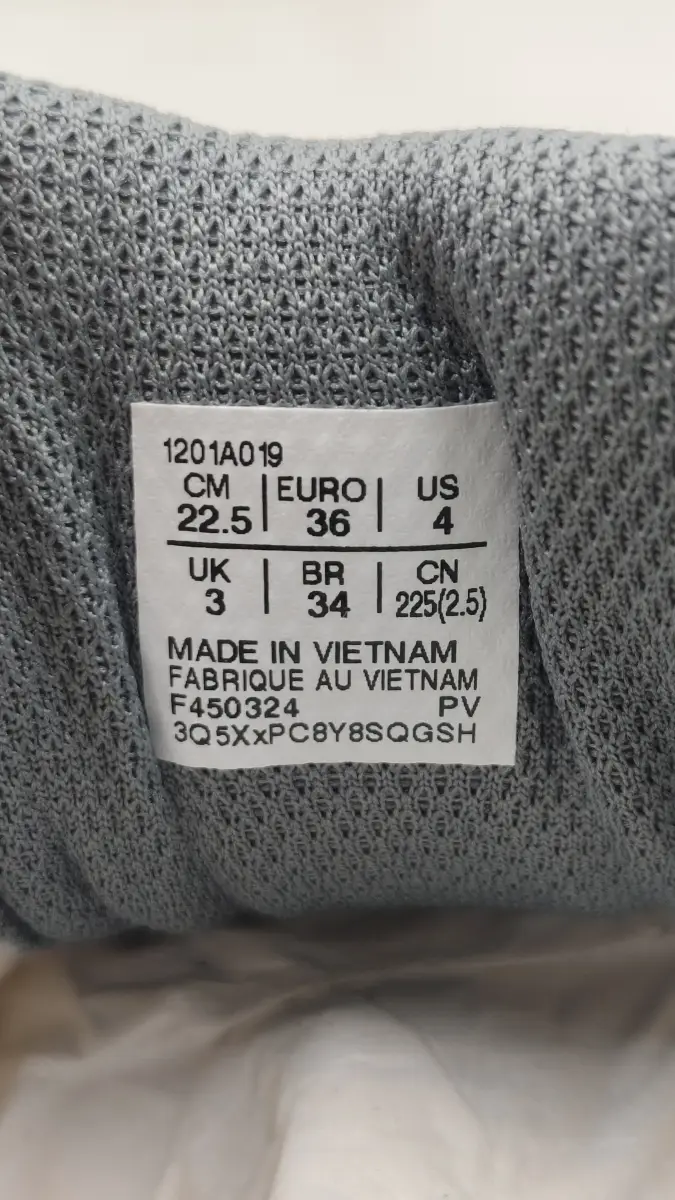 1201A019
CM | EURO | US
22.5 | 36 | 4
UK | BR | CN
3 | 34 | 225(2.5)
MADE IN VIETNAM
FABRIQUE AU VIETNAM
F450324 PV
3Q5XxPC8Y8SQGSH